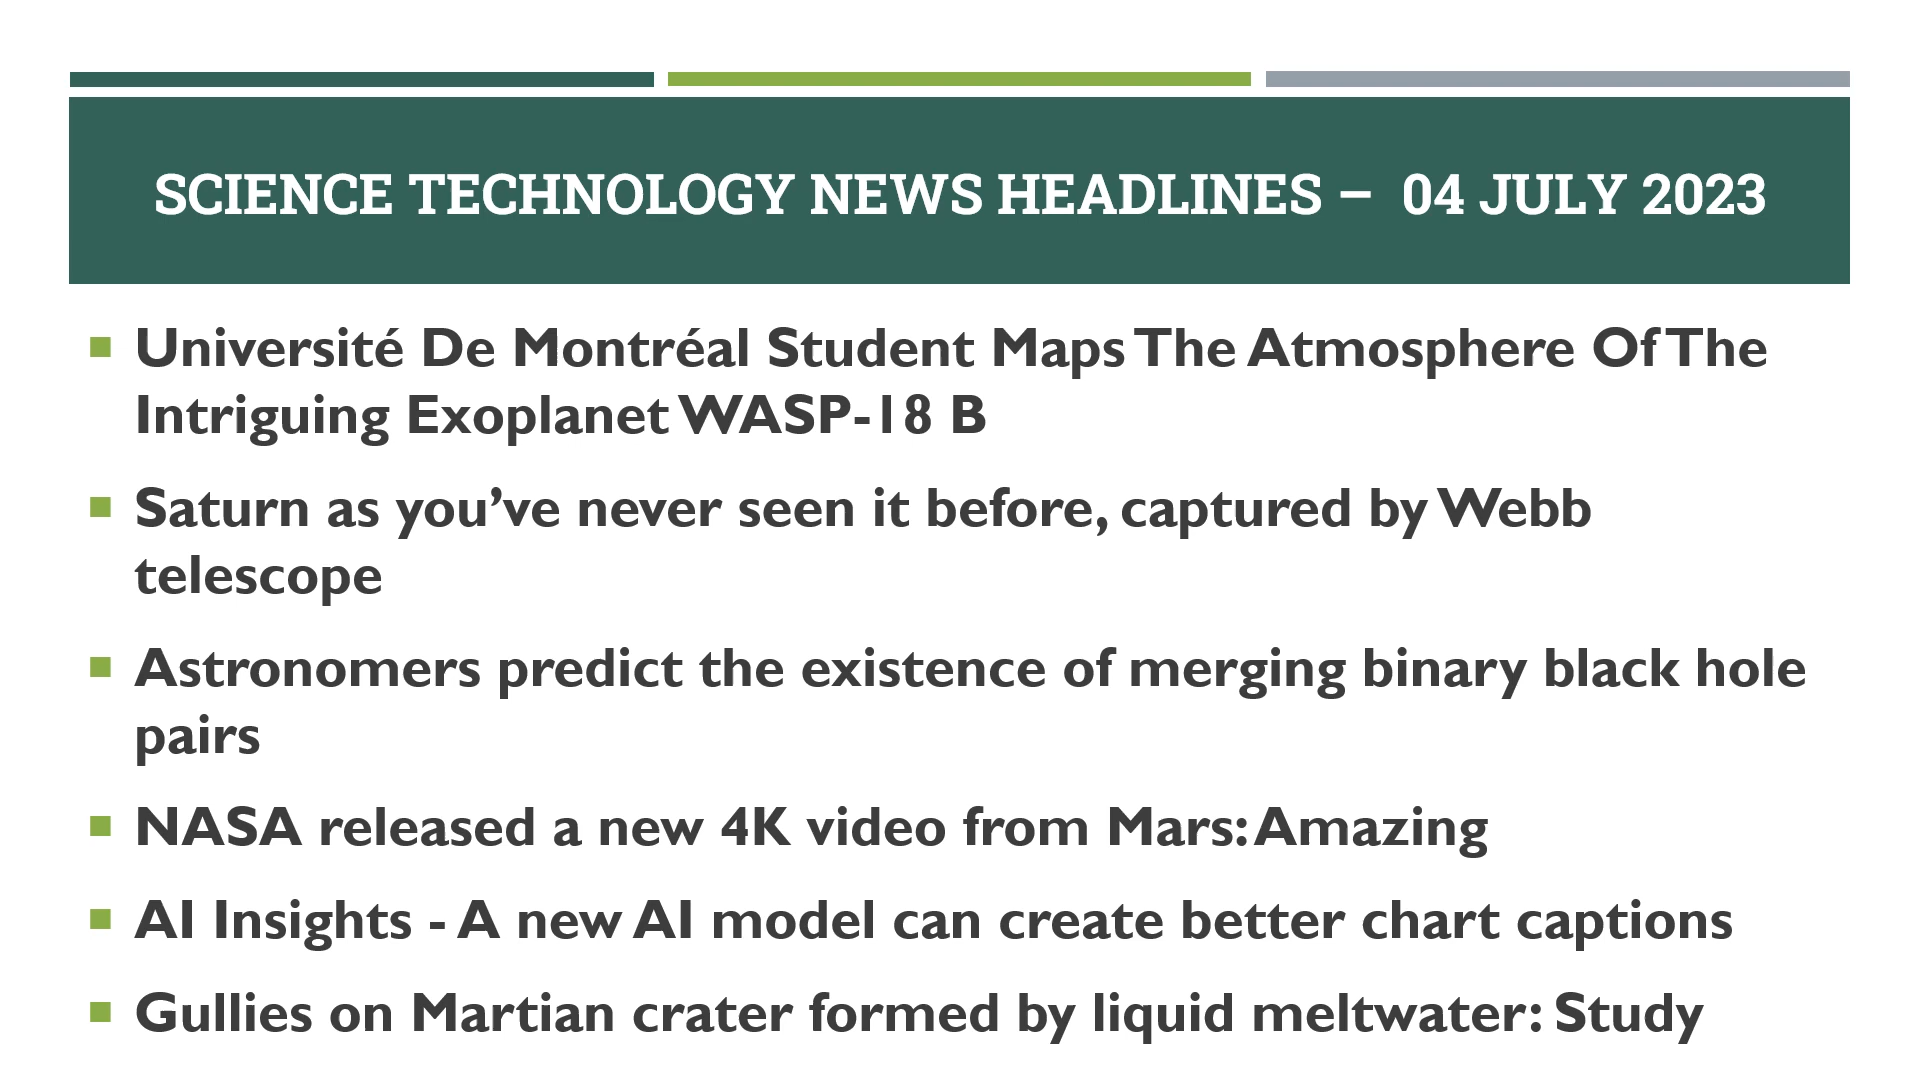 SCIENCE TECHNOLOGY NEWS HEADLINES – 04 JULY 2023
Université De Montréal Student Maps The Atmosphere Of The
Intriguing Exoplanet WASP-18 B
Saturn as you’ve never seen it before, captured by Webb
telescope
Astronomers predict the existence of merging binary black hole
pairs
NASA released a new 4K video from Mars: Amazing
AI Insights - A new AI model can create better chart captions
Gullies on Martian crater formed by liquid meltwater: Study